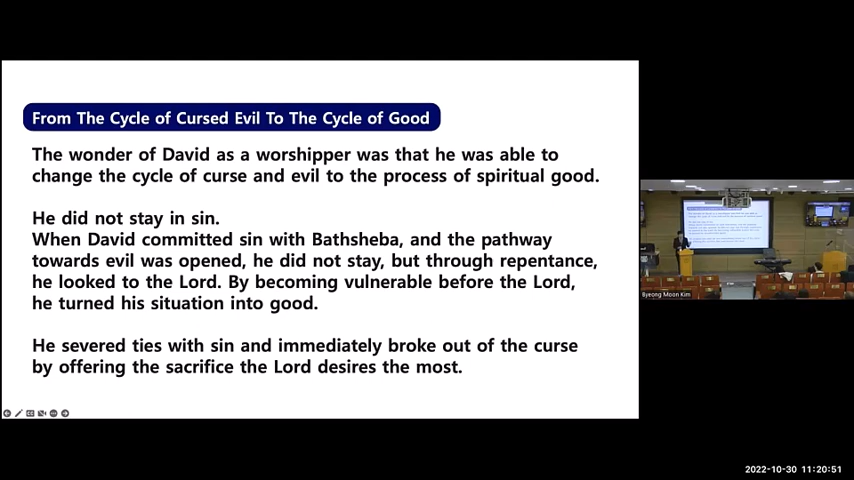 From The Cycle of Cursed Evil To The Cycle of Good
The wonder of David as a worshipper was that he was able to
change the cycle of curse and evil to the process of spiritual good.
He did not stay in sin.
When David committed sin with Bathsheba, and the pathway
towards evil was opened, he did not stay, but through repentance,
he looked to the Lord. By becoming vulnerable before the Lord,
he turned his situation into good.
He severed ties with sin and immediately broke out of the curse
by offering the sacrifice the Lord desires the most.
Byeong Moon Kim
2022-10-30 11:20:51